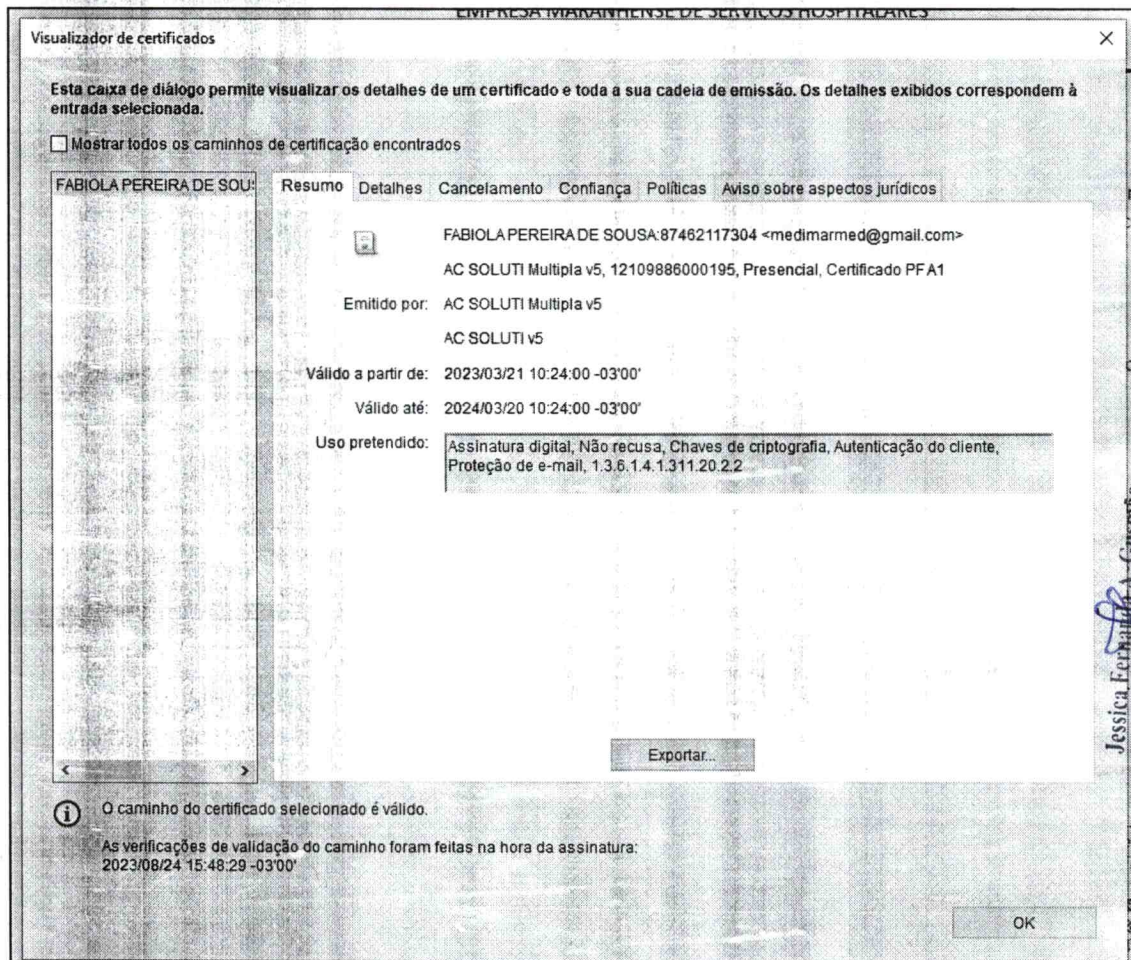 EMPRESA MARANHENSE DE SERVIÇOS HOSPITALARES
Visualizador de certificados
Esta caixa de diálogo permite visualizar os detalhes de um certificado e toda a sua cadeia de emissão. Os detalhes exibidos correspondem à
entrada selecionada.
Mostrar todos os caminhos de certificação encontrados
FABIOLA PEREIRA DE SOU
Resumo Detalhes Cancelamento Confiança Políticas Aviso sobre aspectos jurídicos
FABIOLA PEREIRA DE SOUSA:87462117304 <medimarmed@gmail.com>
AC SOLUTI Multipla v5, 12109886000195, Presencial, Certificado PF A1
Emitido por: AC SOLUTI Multipla v5
AC SOLUTI v5
Válido a partir de: 2023/03/21 10:24:00 -03'00'
Válido até: 2024/03/20 10:24:00 -03'00'
Uso pretendido: Assinatura digital, Não recusa, Chaves de criptografia, Autenticação do cliente,
Proteção de e-mail, 1.3.6.1.4.1.311.20.2.2
Exportar...
O caminho do certificado selecionado é válido.
As verificações de validação do caminho foram feitas na hora da assinatura:
2023/08/24 15:48:29 -03'00'
OK
Jessica Fernanda A